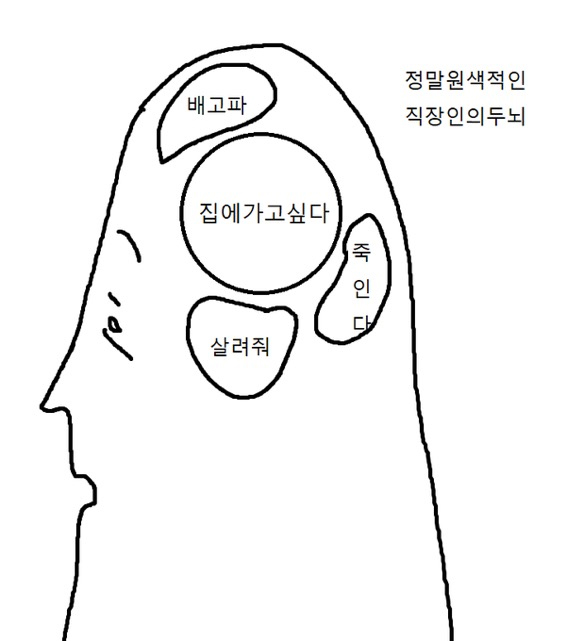 정말원색적인
직장인의두뇌
배고파
집에가고싶다
죽
인
다
살려줘